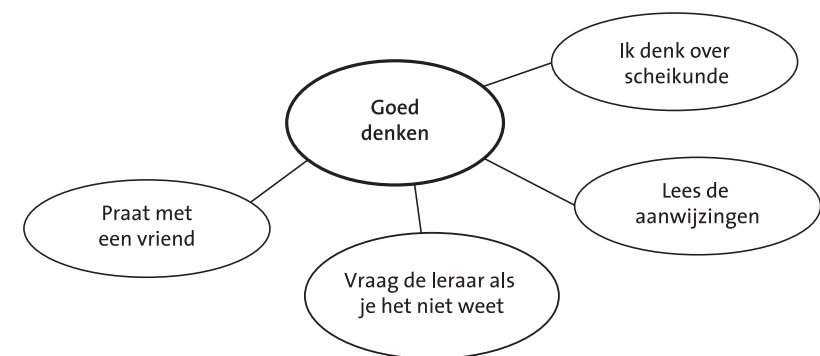 Ik denk over
scheikunde
Goed
denken
Lees de
aanwijzingen
Praat met
een vriend
Vraag de leraar als
je het niet weet